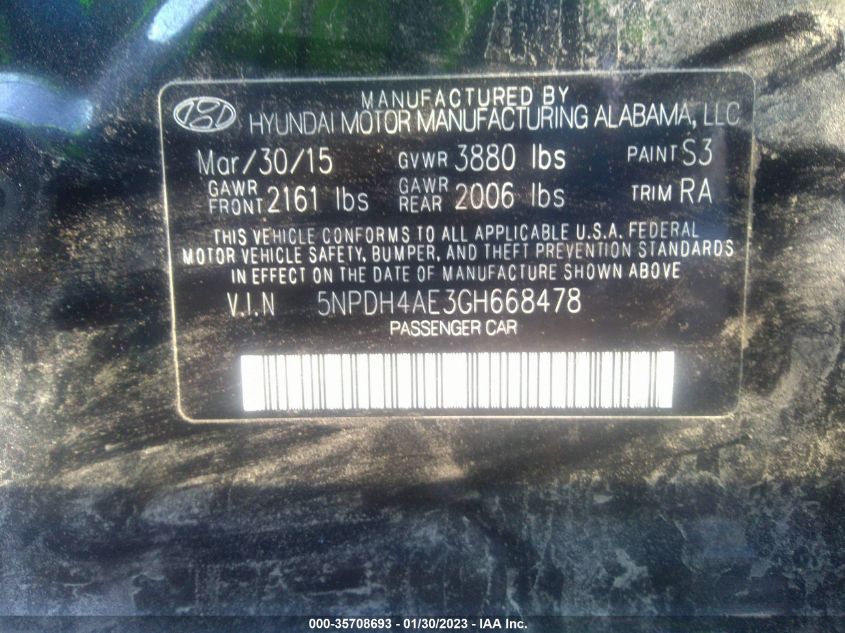 MANUFACTURED BY
HYUNDAI MOTOR MANUFACTURING ALABAMA, LLC
Mar/30/15 GVWR 3880 lbs PAINT S3
GAWR FRONT 2161 lbs GAWR REAR 2006 lbs TRIM RA
THIS VEHICLE CONFORMS TO ALL APPLICABLE U.S.A. FEDERAL
MOTOR VEHICLE SAFETY, BUMPER, AND THEFT PREVENTION STANDARDS
IN EFFECT ON THE DATE OF MANUFACTURE SHOWN ABOVE
V.I.N 5NPDH4AE3GH668478
PASSENGER CAR
000-35708693 - 01/30/2023 - IAA Inc.